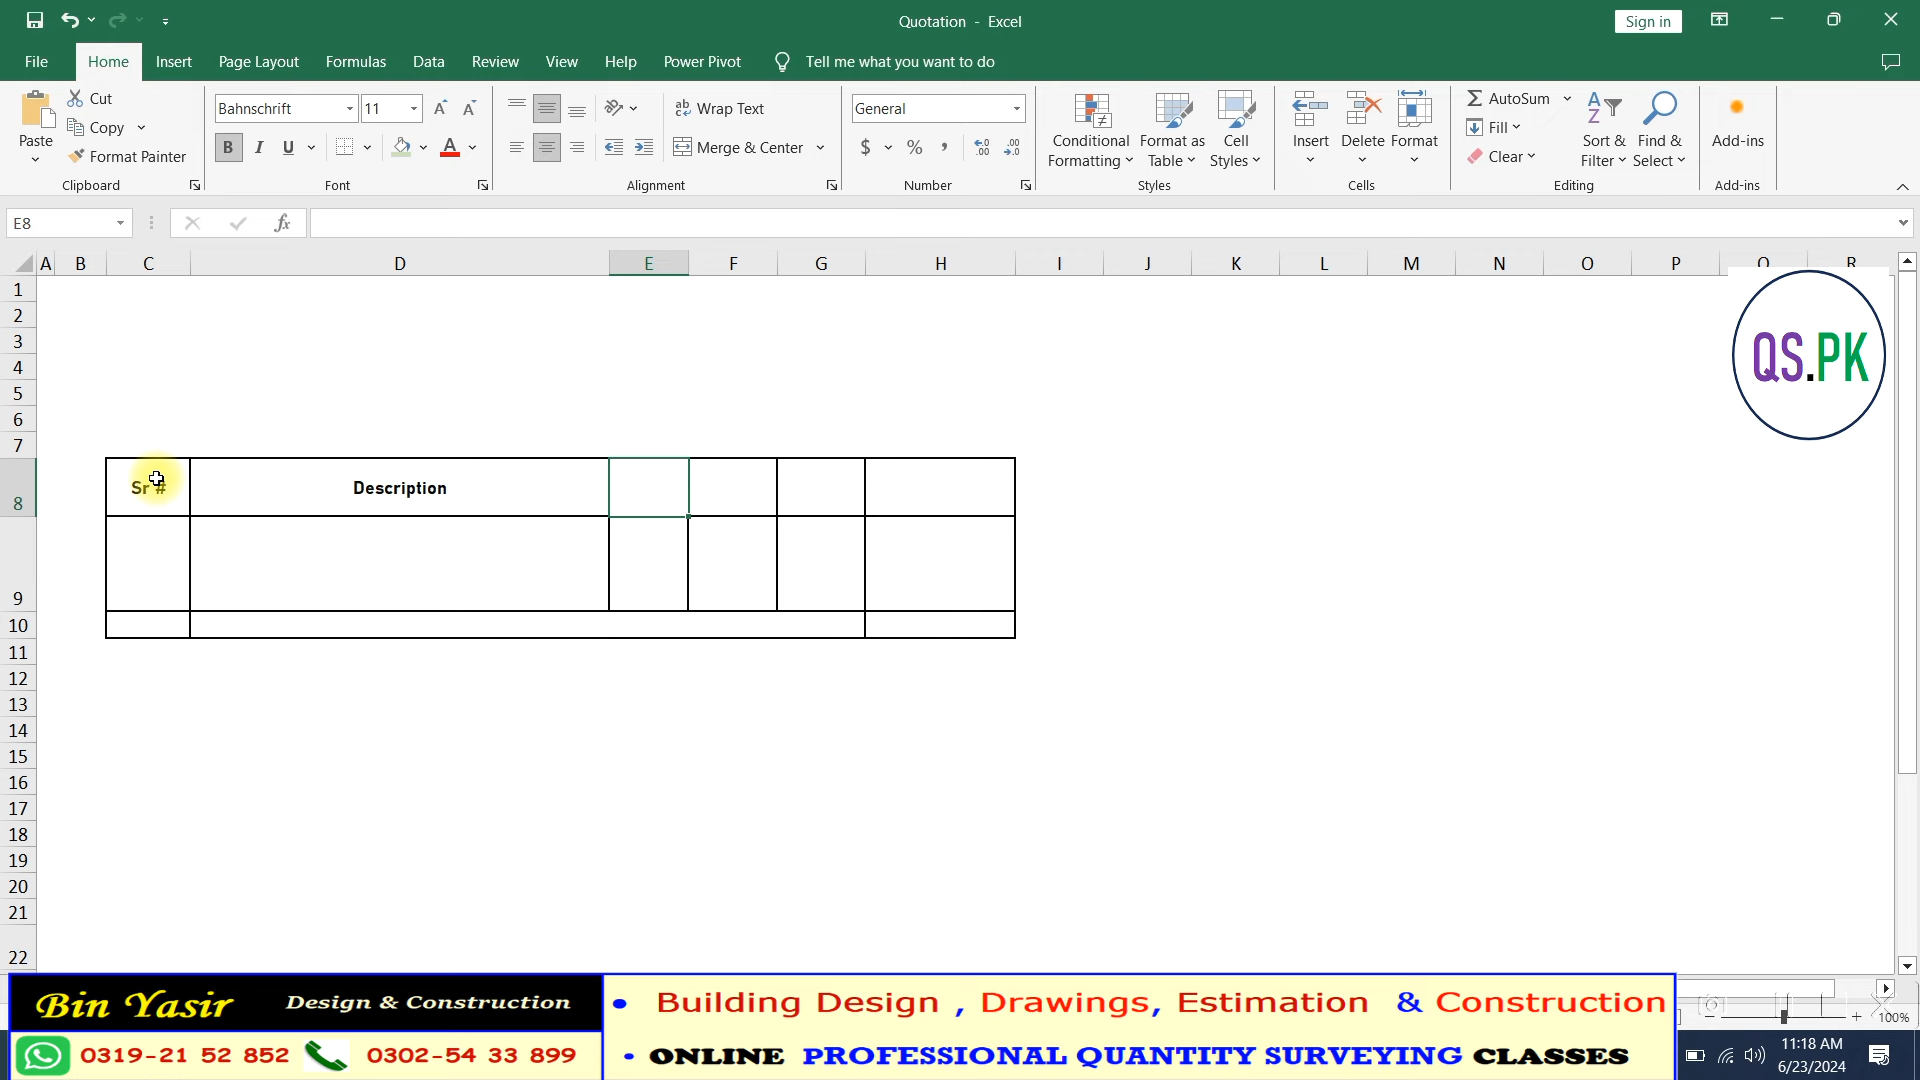 Quotation - Excel
Sign in
File Home Insert Page Layout Formulas Data Review View Help Power Pivot Tell me what you want to do
Paste
Cut
Copy
Format Painter
Clipboard
Bahnschrift 11
B I U A
Font
Wrap Text
Merge & Center
Alignment
General
$ % ,
Number
Conditional Formatting
Format as Table
Cell Styles
Styles
Insert Delete Format
Cells
AutoSum
Fill
Clear
Sort & Filter
Find & Select
Editing
Add-ins
Add-ins
E8 fx
A B C D E F G H I J K L M N O P Q R
1
2
3
4
5
6
7
8
9
10
11
12
13
14
15
16
17
18
19
20
21
22
QS.PK
Sr # Description
Bin Yasir Design & Construction
0319-21 52 852 0302-54 33 899
• Building Design , Drawings, Estimation & Construction
• ONLINE PROFESSIONAL QUANTITY SURVEYING CLASSES
100%
11:18 AM
6/23/2024